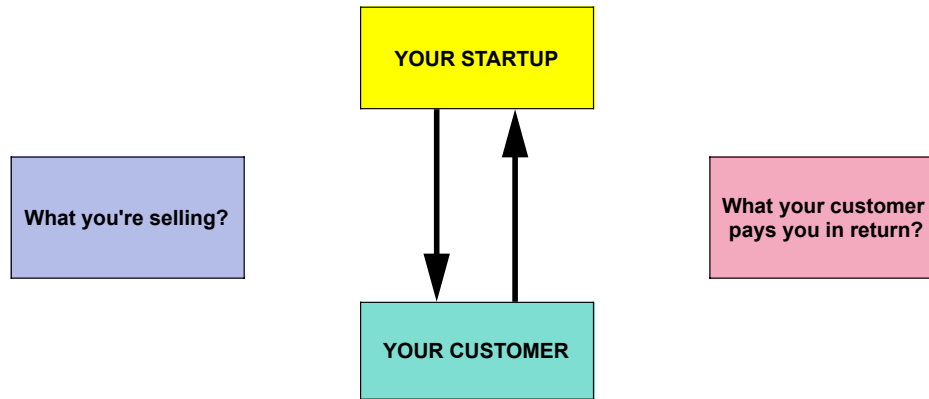 YOUR STARTUP
What you're selling?
What your customer
pays you in return?
YOUR CUSTOMER